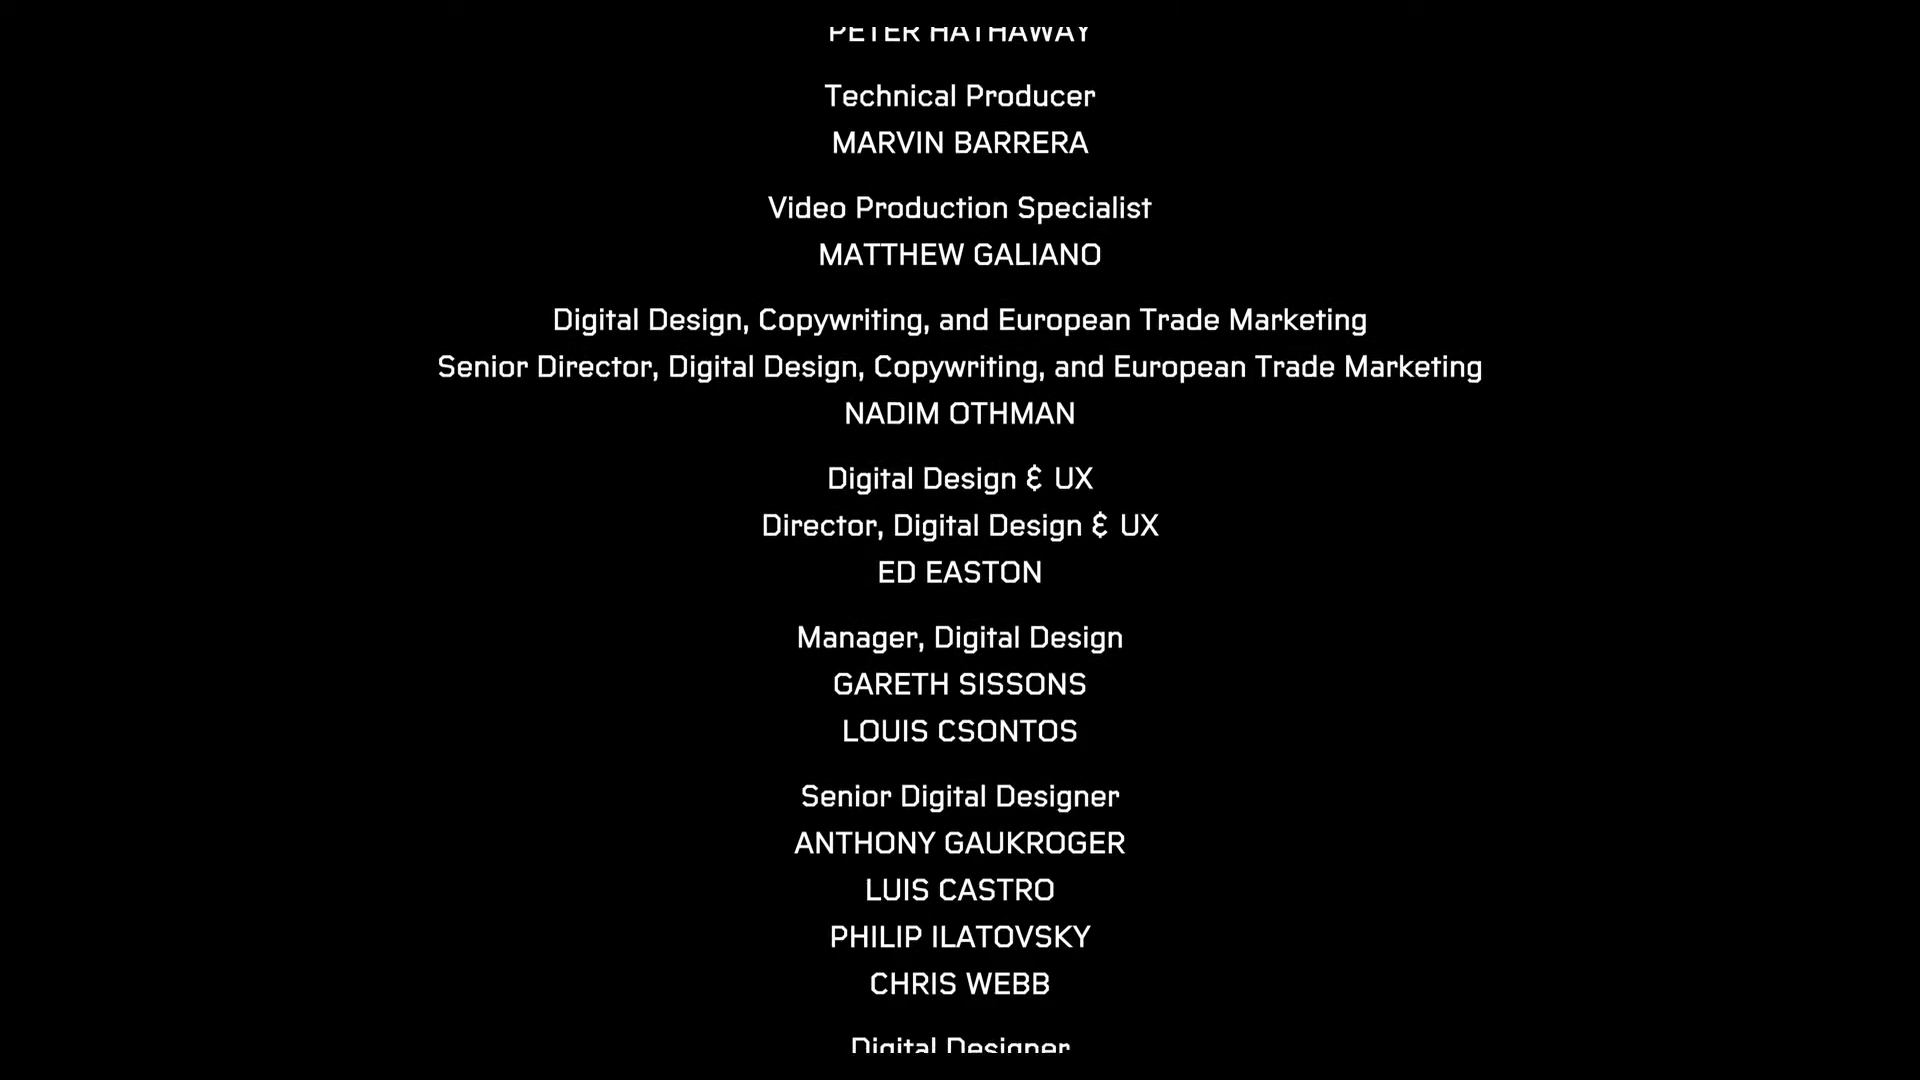 PETER HATHAWAY
Technical Producer
MARVIN BARRERA
Video Production Specialist
MATTHEW GALIANO
Digital Design, Copywriting, and European Trade Marketing
Senior Director, Digital Design, Copywriting, and European Trade Marketing
NADIM OTHMAN
Digital Design & UX
Director, Digital Design & UX
ED EASTON
Manager, Digital Design
GARETH SISSONS
LOUIS CSONTOS
Senior Digital Designer
ANTHONY GAUKROGER
LUIS CASTRO
PHILIP ILATOVSKY
CHRIS WEBB
Digital Designer